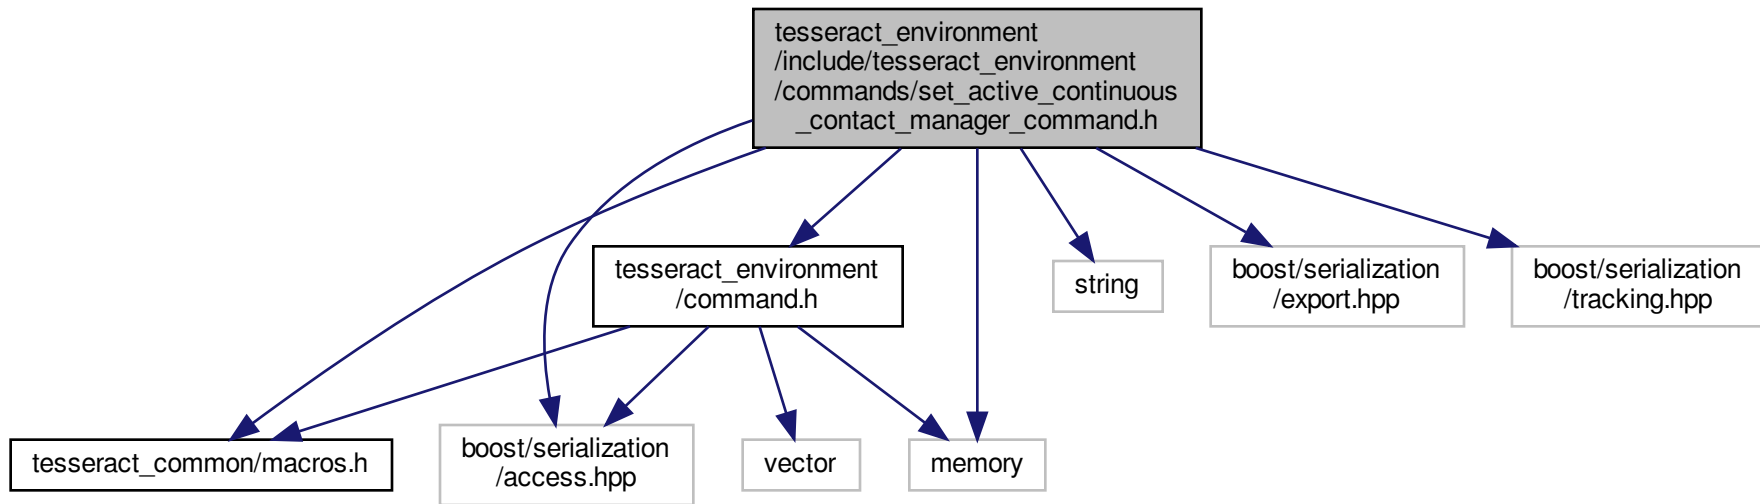 tesseract_environment
/include/tesseract_environment
/commands/set_active_continuous
_contact_manager_command.h
tesseract_environment
/command.h
string
boost/serialization
/export.hpp
boost/serialization
/tracking.hpp
tesseract_common/macros.h
boost/serialization
/access.hpp
vector
memory